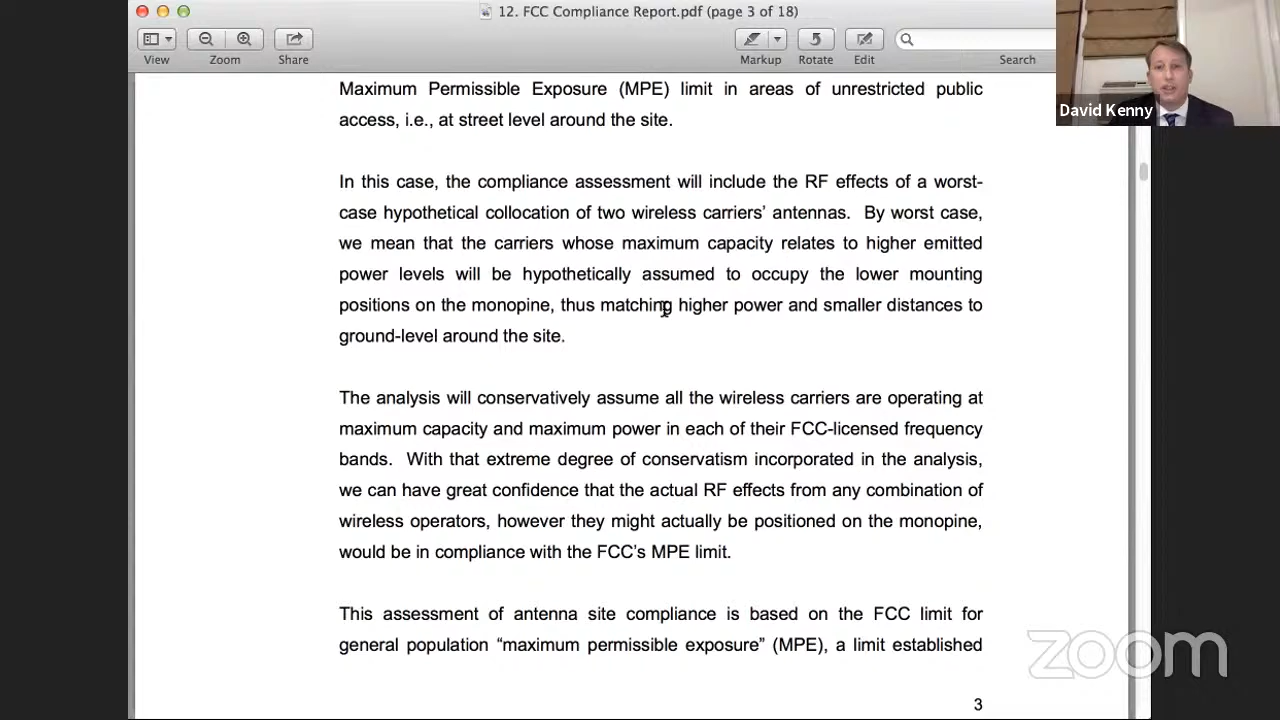 12. FCC Compliance Report.pdf (page 3 of 18)
View
Zoom
Share
Markup
Rotate
Edit
Search
David Kenny
Maximum Permissible Exposure (MPE) limit in areas of unrestricted public
access, i.e., at street level around the site.
In this case, the compliance assessment will include the RF effects of a worst-
case hypothetical collocation of two wireless carriers’ antennas.  By worst case,
we mean that the carriers whose maximum capacity relates to higher emitted
power levels will be hypothetically assumed to occupy the lower mounting
positions on the monopine, thus matching higher power and smaller distances to
ground-level around the site.
The analysis will conservatively assume all the wireless carriers are operating at
maximum capacity and maximum power in each of their FCC-licensed frequency
bands.  With that extreme degree of conservatism incorporated in the analysis,
we can have great confidence that the actual RF effects from any combination of
wireless operators, however they might actually be positioned on the monopine,
would be in compliance with the FCC’s MPE limit.
This assessment of antenna site compliance is based on the FCC limit for
general population “maximum permissible exposure” (MPE), a limit established
zoom
3